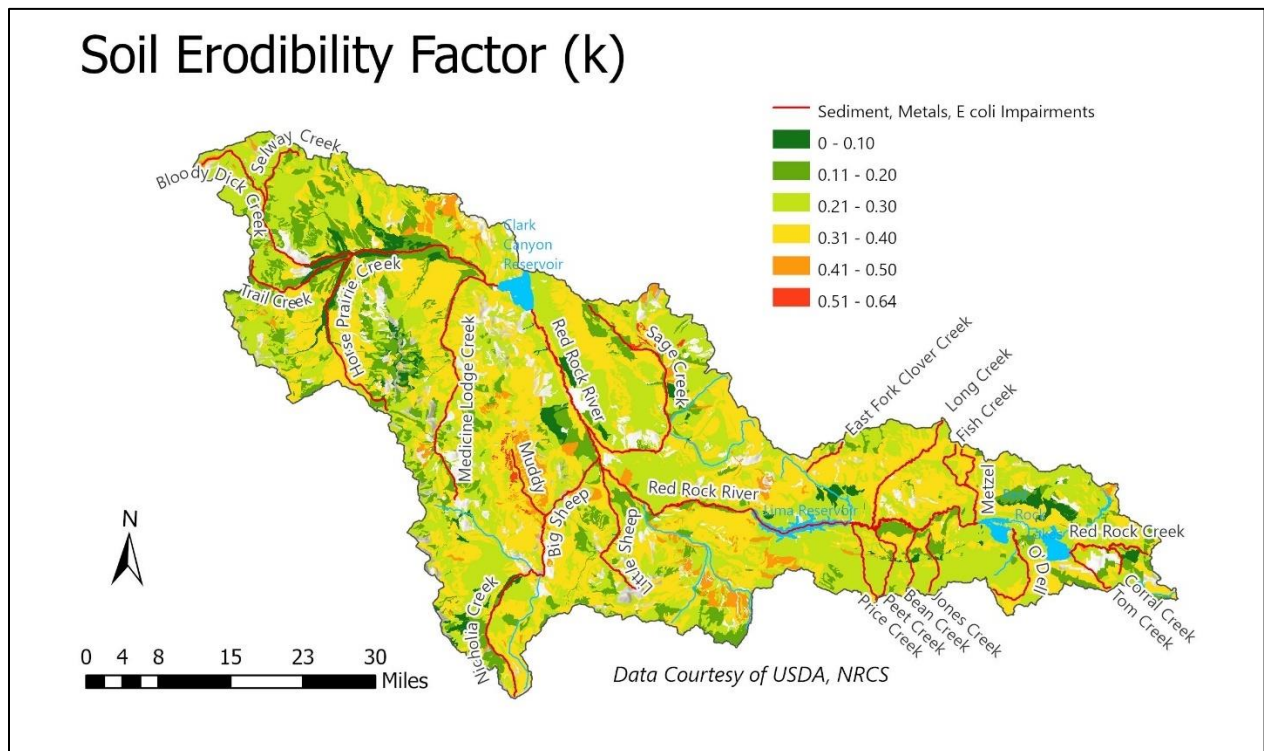 Soil Erodibility Factor (k)
Sediment, Metals, E coli Impairments
0 - 0.10
0.11 - 0.20
0.21 - 0.30
0.31 - 0.40
0.41 - 0.50
0.51 - 0.64
Selway Creek
Bloody Dick Creek
Trail Creek
Horse Prairie Creek
Clark
Canyon
Reservoir
Medicine Lodge Creek
Red Rock River
Sage Creek
Muddy
Big Sheep
Little Sheep
Nicholia Creek
Red Rock River
Lima Reservoir
East Fork Clover Creek
Long Creek
Fish Creek
Metzel
Rock
Red Rock Creek
O'Dell
Corral Creek
Tom Creek
Jones Creek
Bean Creek
Peet Creek
Price Creek
N
0 4 8 15 23 30
Miles
Data Courtesy of USDA, NRCS